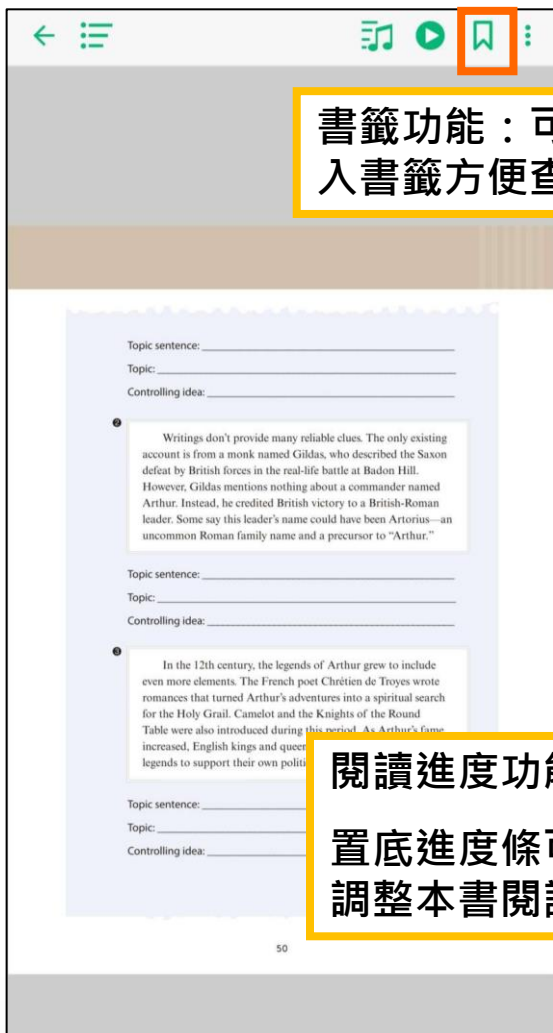 書籤功能：可
入書籤方便查
Topic sentence:
Topic:
Controlling idea:
❷
Writings don't provide many reliable clues. The only existing
account is from a monk named Gildas, who described the Saxon
defeat by British forces in the real-life battle at Badon Hill.
However, Gildas mentions nothing about a commander named
Arthur. Instead, he credited British victory to a British-Roman
leader. Some say this leader's name could have been Artorius—an
uncommon Roman family name and a precursor to “Arthur.”
Topic sentence:
Topic:
Controlling idea:
❸
In the 12th century, the legends of Arthur grew to include
even more elements. The French poet Chrétien de Troyes wrote
romances that turned Arthur's adventures into a spiritual search
for the Holy Grail. Camelot and the Knights of the Round
Table were also introduced during this period. As Arthur's fame
increased, English kings and queen
legends to support their own politi
閱讀進度功
置底進度條
調整本書閱
Topic sentence:
Topic:
Controlling idea:
50